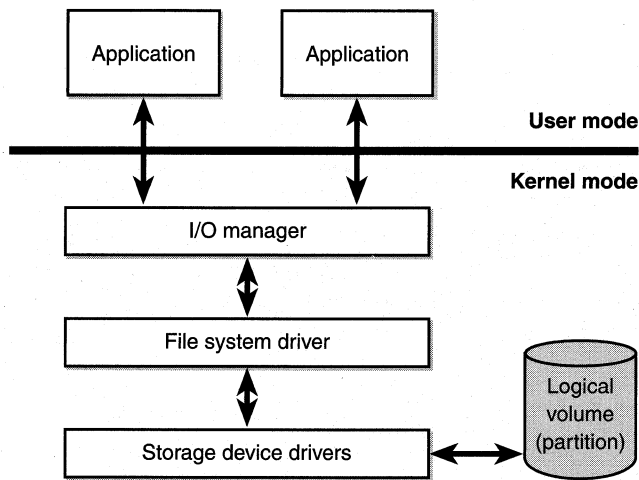 Application
Application
User mode
Kernel mode
I/O manager
File system driver
Logical
volume
(partition)
Storage device drivers